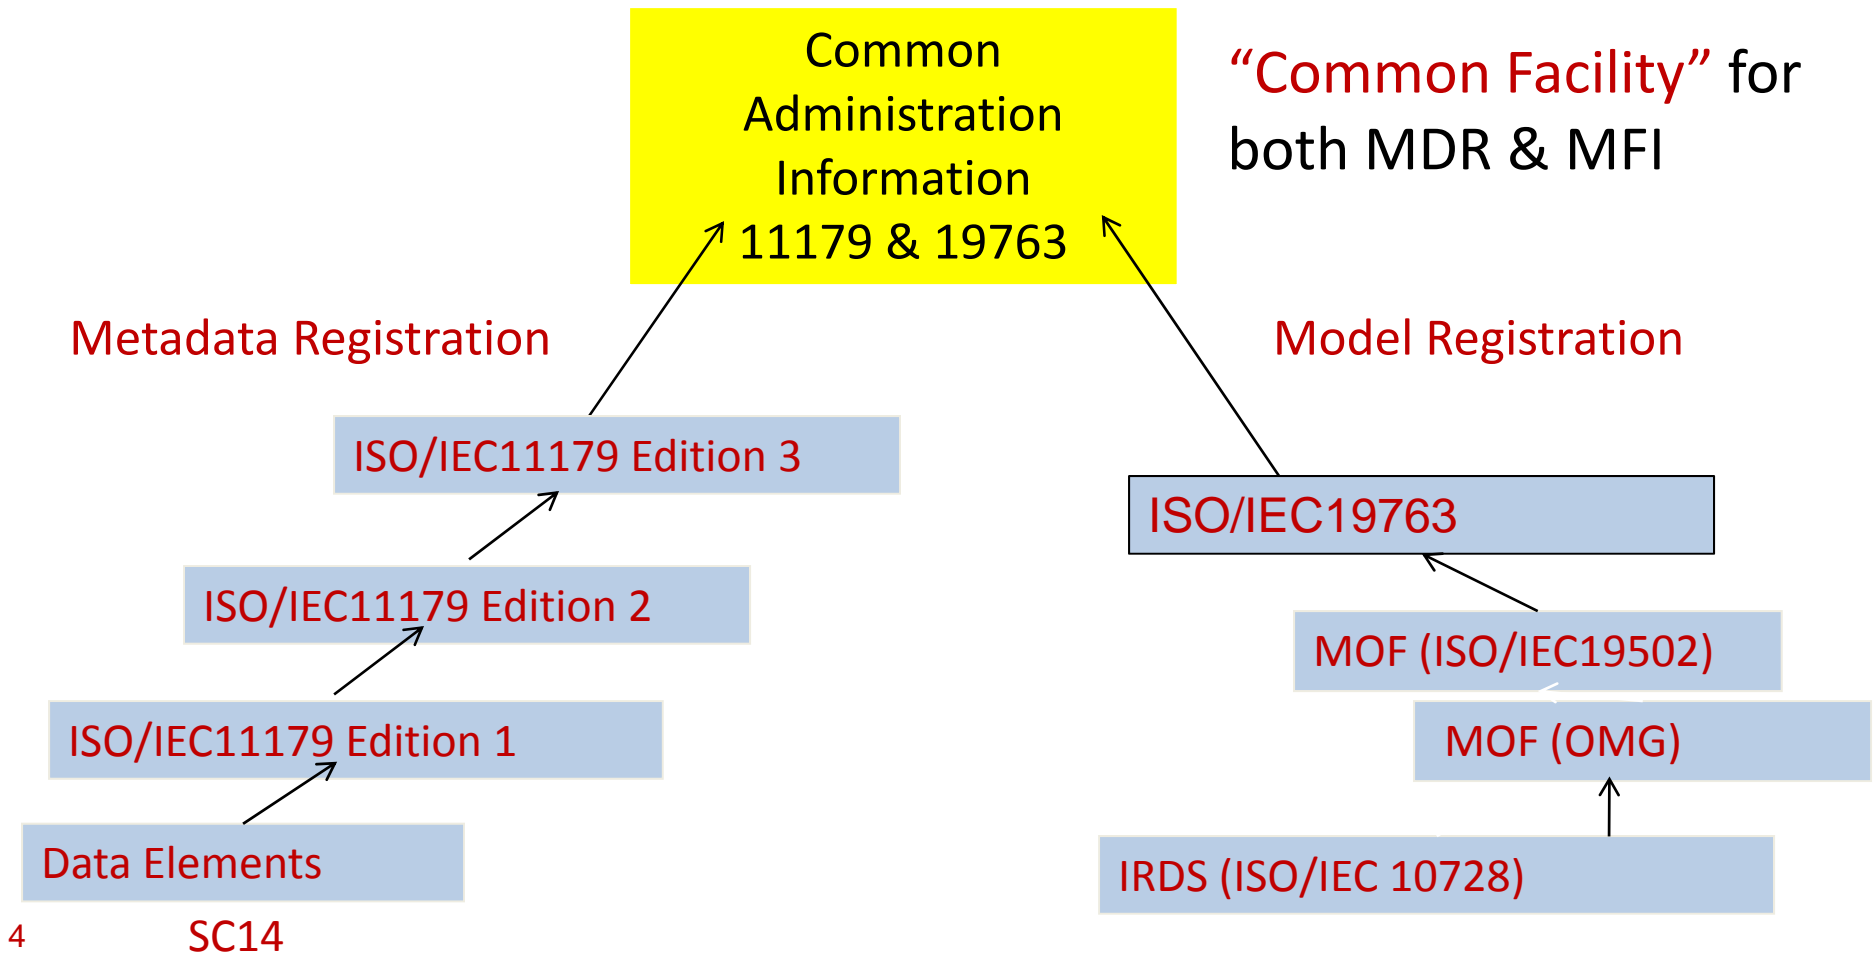 Common
Administration
Information
11179 & 19763
“Common Facility” for
both MDR & MFI
Metadata Registration
Model Registration
ISO/IEC11179 Edition 3
ISO/IEC19763
ISO/IEC11179 Edition 2
MOF (ISO/IEC19502)
ISO/IEC11179 Edition 1
MOF (OMG)
Data Elements
IRDS (ISO/IEC 10728)
SC14
4